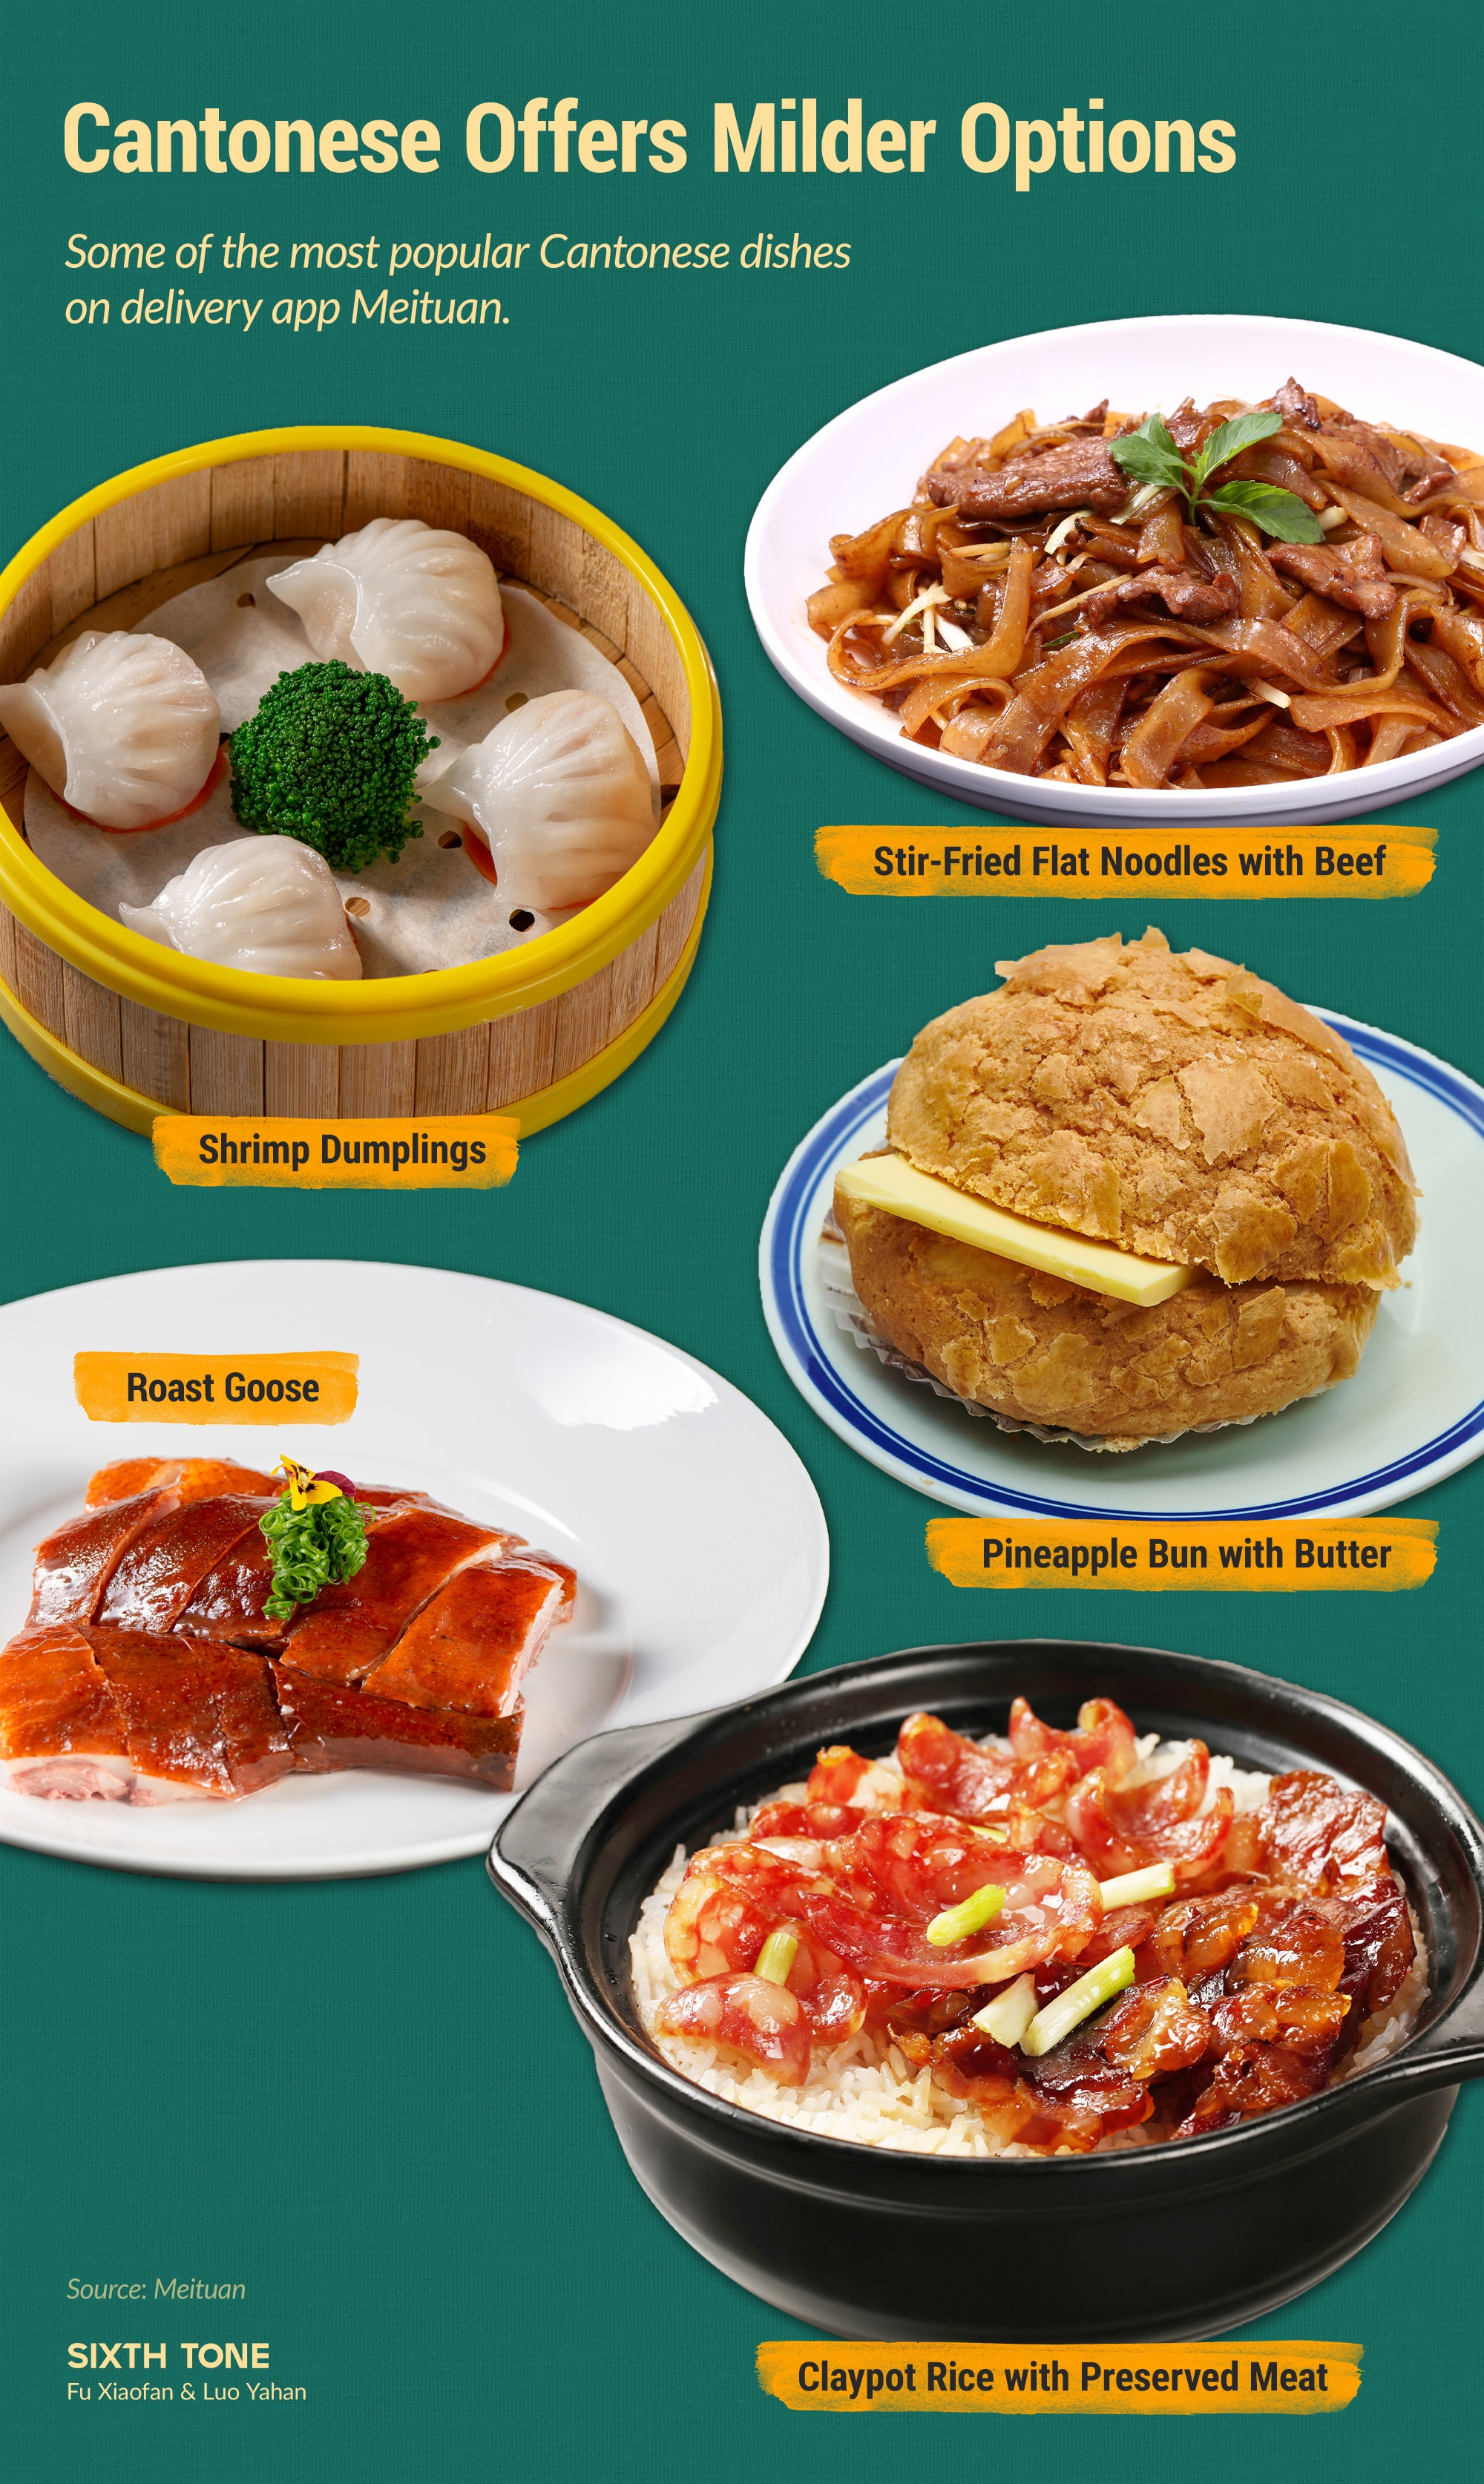 Cantonese Offers Milder Options
Some of the most popular Cantonese dishes
on delivery app Meituan.
Stir-Fried Flat Noodles with Beef
Shrimp Dumplings
Roast Goose
Pineapple Bun with Butter
Claypot Rice with Preserved Meat
Source: Meituan
SIXTH TONE
Fu Xiaofan & Luo Yahan